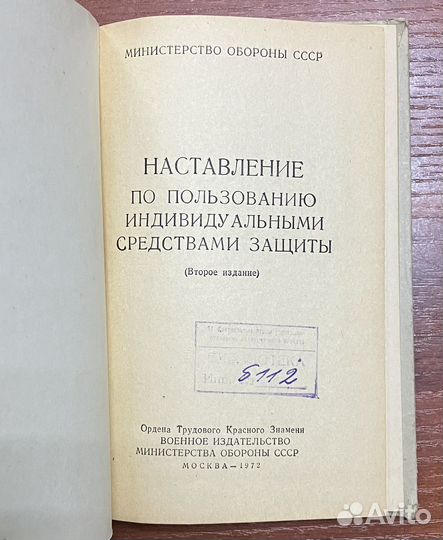 МИНИСТЕРСТВО ОБОРОНЫ СССР
НАСТАВЛЕНИЕ
ПО ПОЛЬЗОВАНИЮ
ИНДИВИДУАЛЬНЫМИ
СРЕДСТВАМИ ЗАЩИТЫ
(Второе издание)
5112
Ордена Трудового Красного Знамени
ВОЕННОЕ ИЗДАТЕЛЬСТВО
МИНИСТЕРСТВА ОБОРОНЫ СССР
МОСКВА—1972
Avito